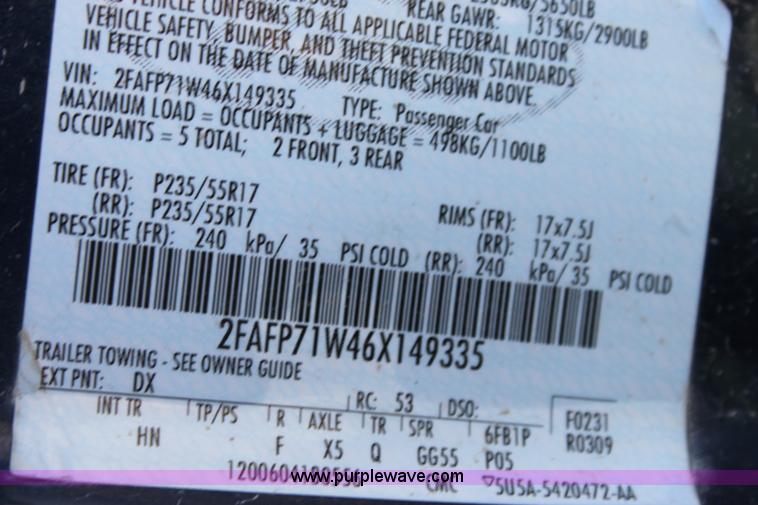 REAR GAWR: 1315KG/2900LB
VEHICLE CONFORMS TO ALL APPLICABLE FEDERAL MOTOR
VEHICLE SAFETY, BUMPER, AND THEFT PREVENTION STANDARDS
IN EFFECT ON THE DATE OF MANUFACTURE SHOWN ABOVE.
VIN: 2FAFP71W46X149335 TYPE: Passenger Car
MAXIMUM LOAD = OCCUPANTS + LUGGAGE = 498KG/1100LB
OCCUPANTS = 5 TOTAL; 2 FRONT, 3 REAR
TIRE (FR): P235/55R17 RIMS (FR): 17x7.5J
(RR): P235/55R17 (RR): 17x7.5J
PRESSURE (FR): 240 kPa/ 35 PSI COLD (RR): 240 kPa/ 35 PSI COLD
2FAFP71W46X149335
TRAILER TOWING - SEE OWNER GUIDE
EXT PNT: DX RC: 53 DSO: F0231
INT TR TP/PS R AXLE TR SPR 6FB1P R0309
HN F X5 Q GG55 P05
www.purplewave.com
5U5A-5420472-AA